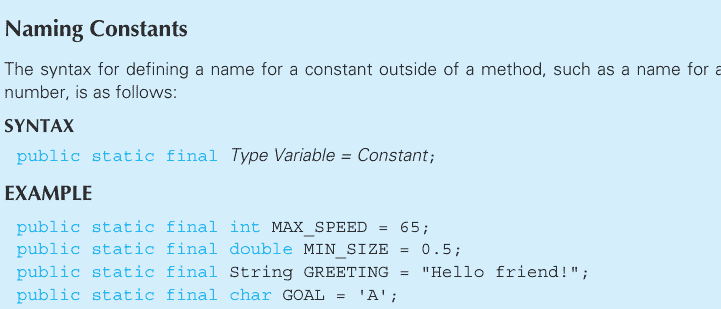 Naming Constants
The syntax for defining a name for a constant outside of a method, such as a name for a
number, is as follows:
SYNTAX
public static final Type Variable = Constant;
EXAMPLE
public static final int MAX_SPEED = 65;
public static final double MIN_SIZE = 0.5;
public static final String GREETING = "Hello friend!";
public static final char GOAL = 'A';